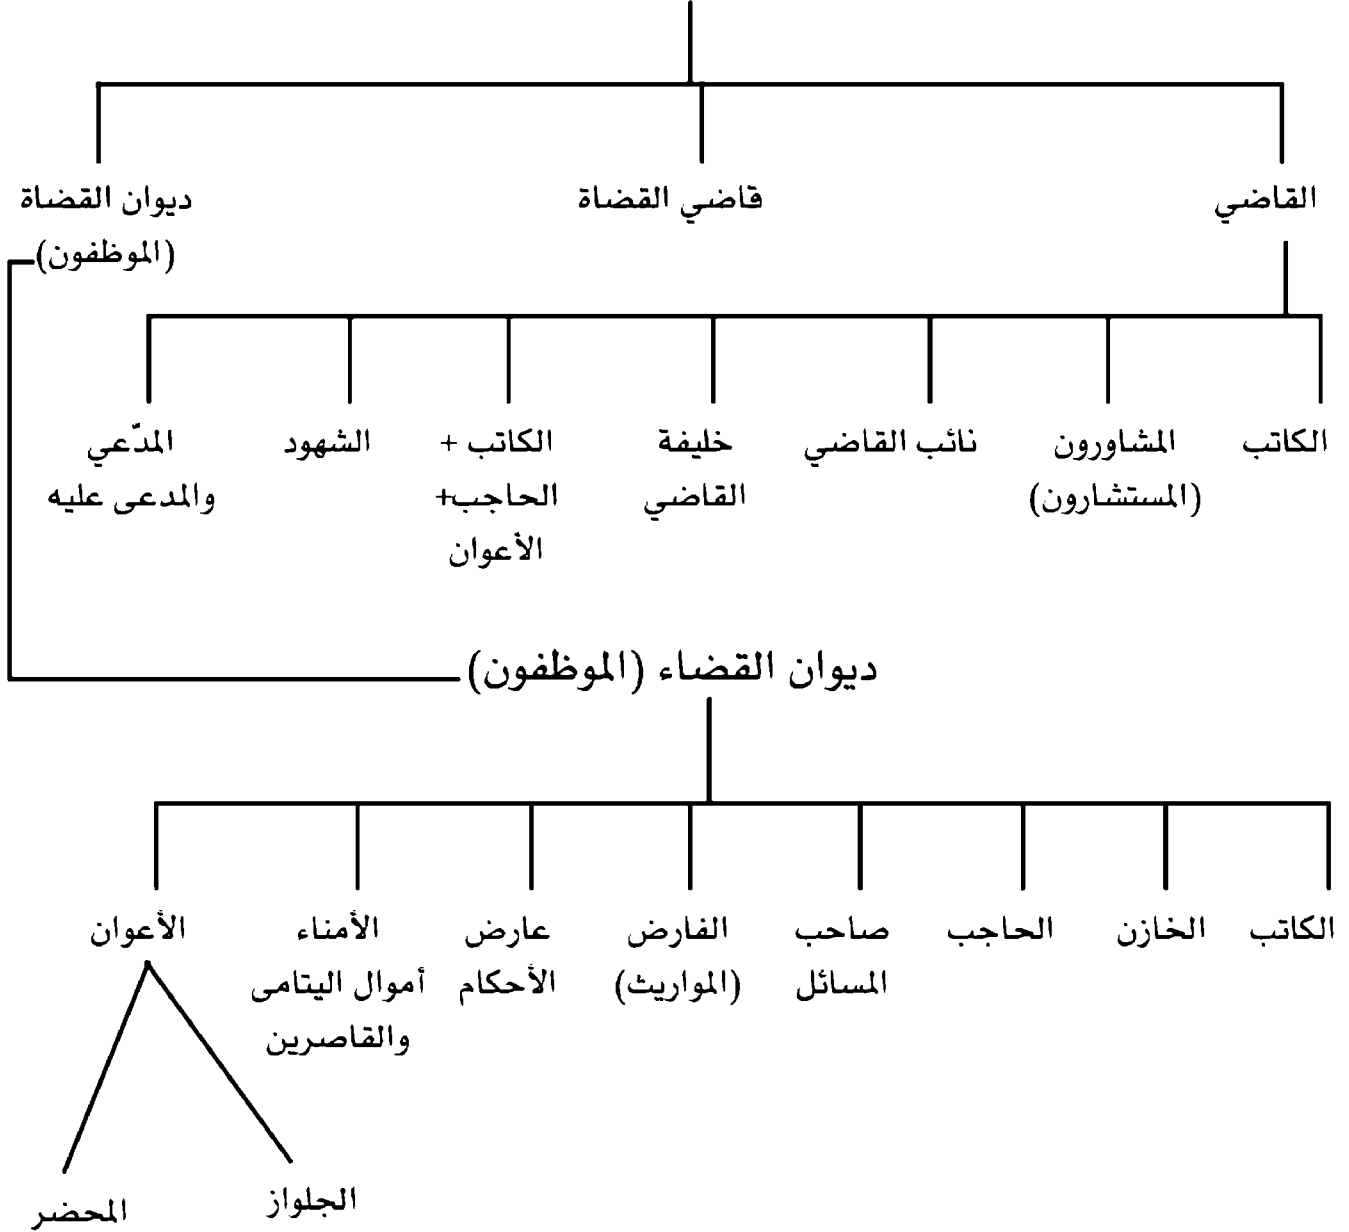 القاضي
قاضي القضاة
ديوان القضاة
(الموظفون)
الكاتب
المشاورون
(المستشارون)
نائب القاضي
خليفة
القاضي
الكاتب +
الحاجب+
الأعوان
الشهود
المدّعي
والمدعى عليه
ديوان القضاء (الموظفون)
الكاتب
الخازن
الحاجب
صاحب
المسائل
الفارض
(المواريث)
عارض
الأحكام
الأمناء
أموال اليتامى
والقاصرين
الأعوان
الجلواز
المحضر